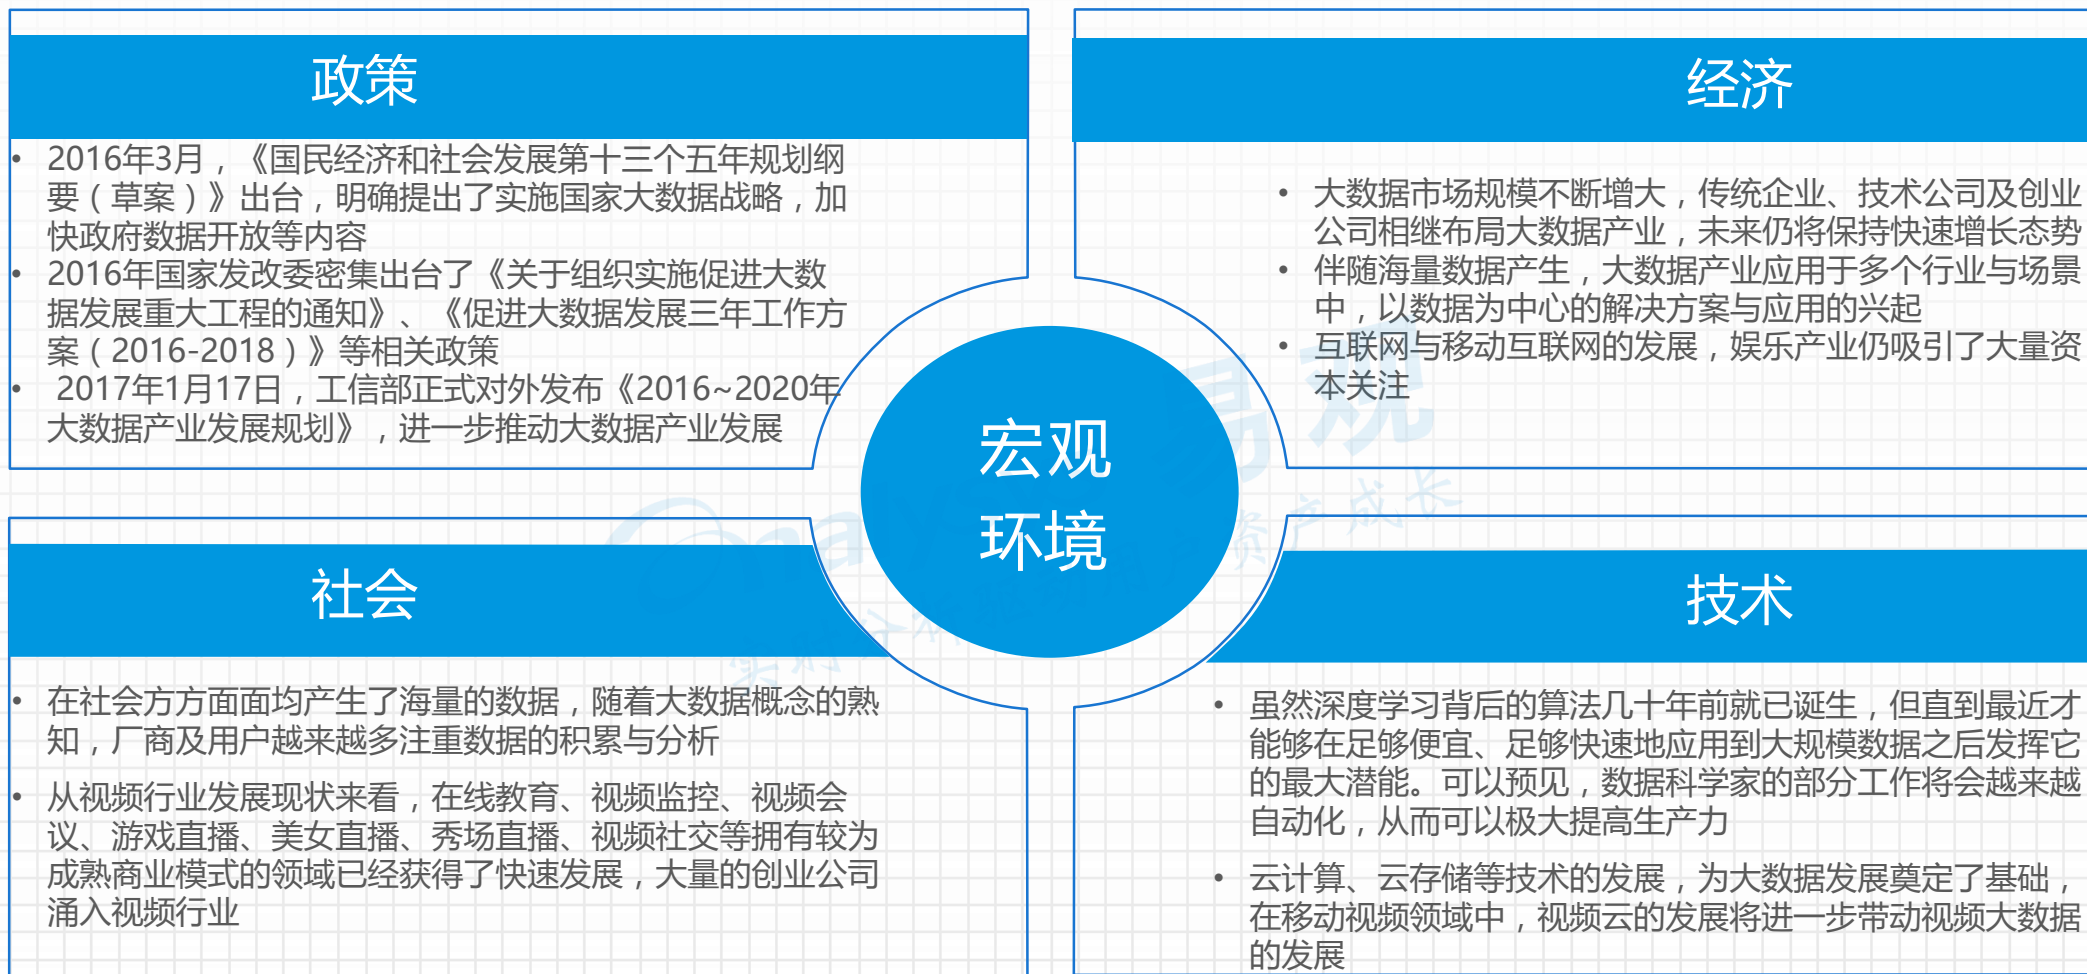 政策
• 2016年3月，《国民经济和社会发展第十三个五年规划纲
要（草案）》出台，明确提出了实施国家大数据战略，加
快政府数据开放等内容
• 2016年国家发改委密集出台了《关于组织实施促进大数
据发展重大工程的通知》、《促进大数据发展三年工作方
案（2016-2018）》等相关政策
• 2017年1月17日，工信部正式对外发布《2016~2020年
大数据产业发展规划》，进一步推动大数据产业发展
经济
• 大数据市场规模不断增大，传统企业、技术公司及创业
公司相继布局大数据产业，未来仍将保持快速增长态势
• 伴随海量数据产生，大数据产业应用于多个行业与场景
中，以数据为中心的解决方案与应用的兴起
• 互联网与移动互联网的发展，娱乐产业仍吸引了大量资
本关注
宏观
环境
社会
• 在社会方方面面均产生了海量的数据，随着大数据概念的熟
知，厂商及用户越来越多注重数据的积累与分析
• 从视频行业发展现状来看，在线教育、视频监控、视频会
议、游戏直播、美女直播、秀场直播、视频社交等拥有较为
成熟商业模式的领域已经获得了快速发展，大量的创业公司
涌入视频行业
技术
• 虽然深度学习背后的算法几十年前就已诞生，但直到最近才
能够在足够便宜、足够快速地应用到大规模数据之后发挥它
的最大潜能。可以预见，数据科学家的部分工作将会越来越
自动化，从而可以极大提高生产力
• 云计算、云存储等技术的发展，为大数据发展奠定了基础，
在移动视频领域中，视频云的发展将进一步带动视频大数据
的发展
易观
资产成长